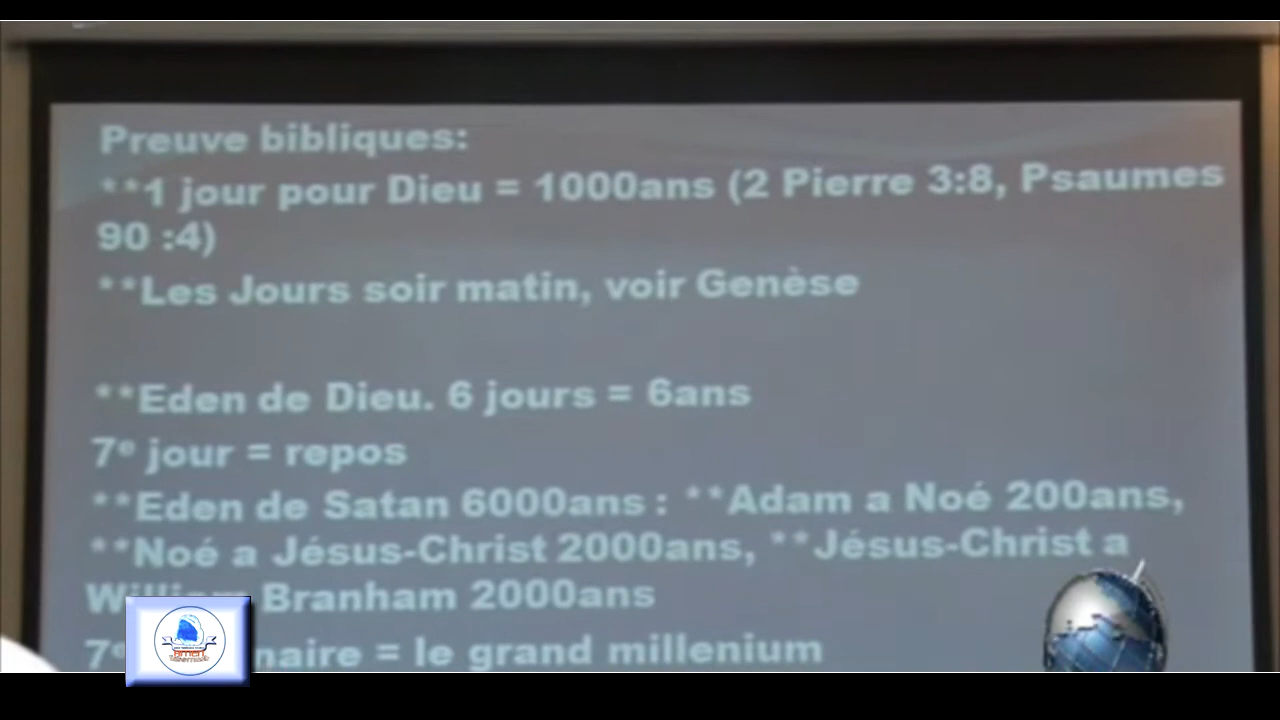 Preuve bibliques:
**1 jour pour Dieu = 1000ans (2 Pierre 3:8, Psaumes
90 :4)
**Les Jours soir matin, voir Genèse
**Eden de Dieu. 6 jours = 6ans
7e jour = repos
**Eden de Satan 6000ans : **Adam a Noé 200ans,
**Noé a Jésus-Christ 2000ans, **Jésus-Christ a
Branham 2000ans
= le grand millenium